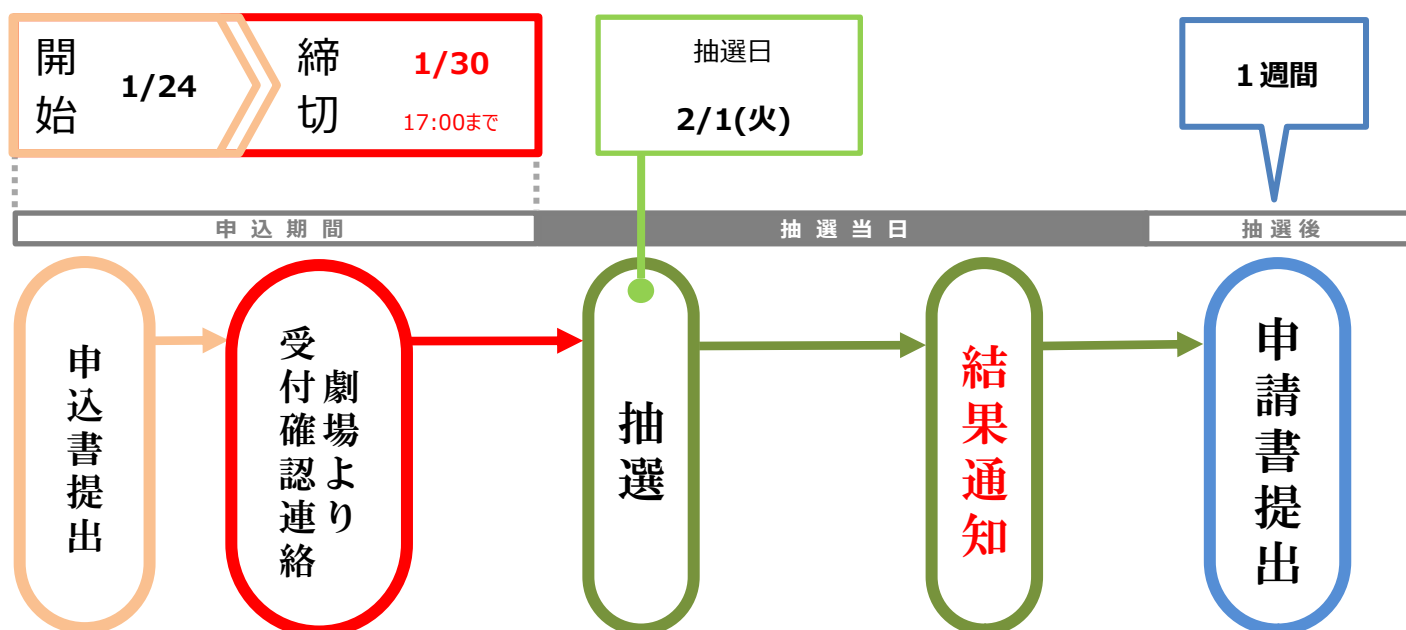 開始
1/24
締切
1/30
17:00まで
抽選日
2/1(火)
1週間
申込期間
抽選当日
抽選後
申込書提出
劇場より
受付確認連絡
抽選
結果通知
申請書提出